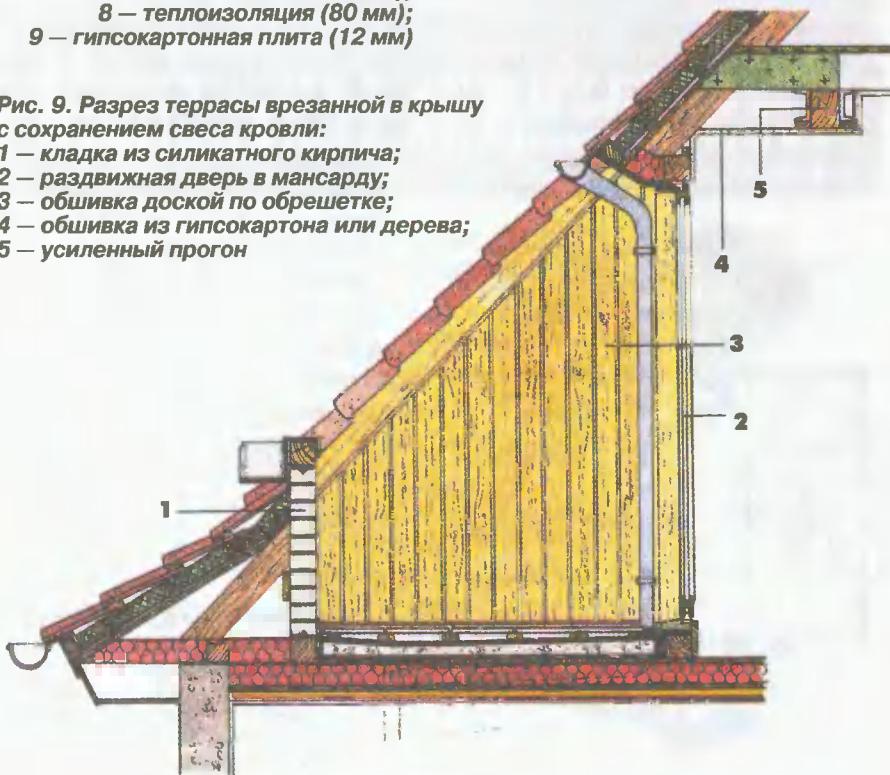 8 — теплоизоляция (80 мм);
9 — гипсокартонная плита (12 мм)
Рис. 9. Разрез террасы врезанной в крышу
с сохранением свеса кровли:
1 — кладка из силикатного кирпича;
2 — раздвижная дверь в мансарду;
3 — обшивка доской по обрешетке;
4 — обшивка из гипсокартона или дерева;
5 — усиленный прогон
5
4
3
2
1